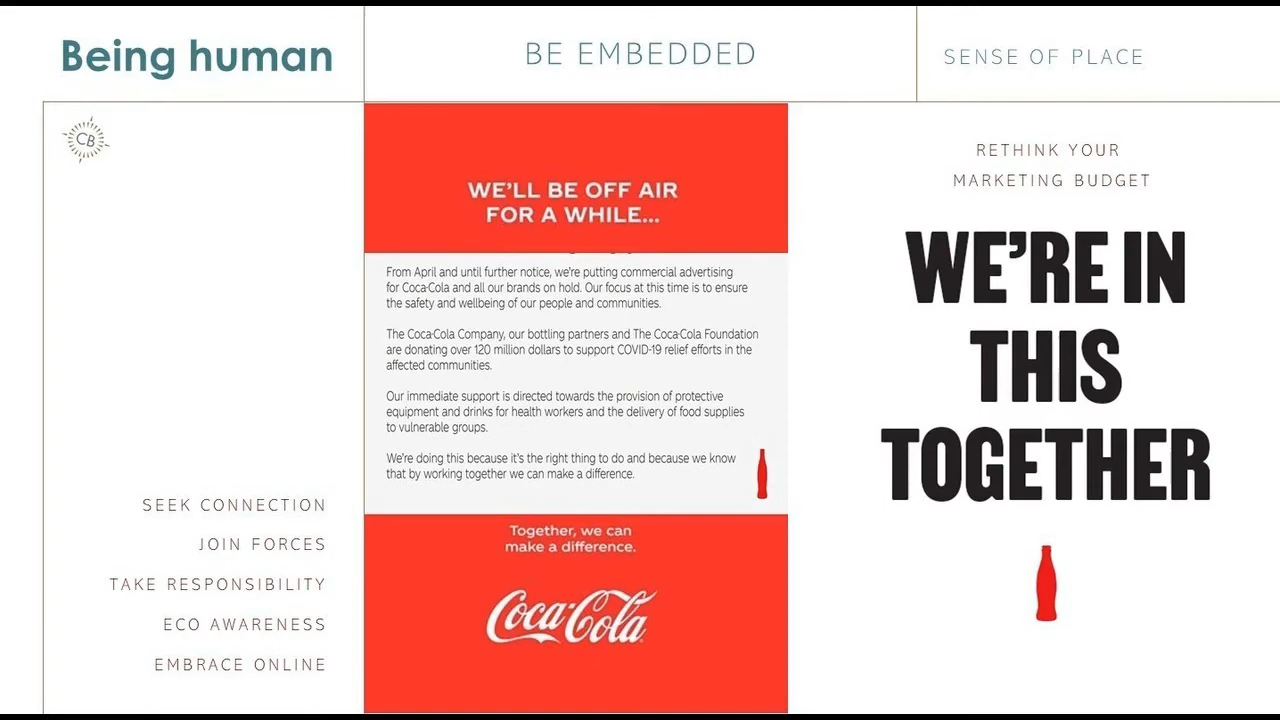 Being human
BE EMBEDDED
SENSE OF PLACE
CB
SEEK CONNECTION
JOIN FORCES
TAKE RESPONSIBILITY
ECO AWARENESS
EMBRACE ONLINE
WE'LL BE OFF AIR
FOR A WHILE...
From April and until further notice, we're putting commercial advertising
for Coca-Cola and all our brands on hold. Our focus at this time is to ensure
the safety and wellbeing of our people and communities.
The Coca-Cola Company, our bottling partners and The Coca-Cola Foundation
are donating over 120 million dollars to support COVID-19 relief efforts in the
affected communities.
Our immediate support is directed towards the provision of protective
equipment and drinks for health workers and the delivery of food supplies
to vulnerable groups.
We're doing this because it's the right thing to do and because we know
that by working together we can make a difference.
Together, we can
make a difference.
Coca-Cola
RETHINK YOUR
MARKETING BUDGET
WE'RE IN
THIS
TOGETHER